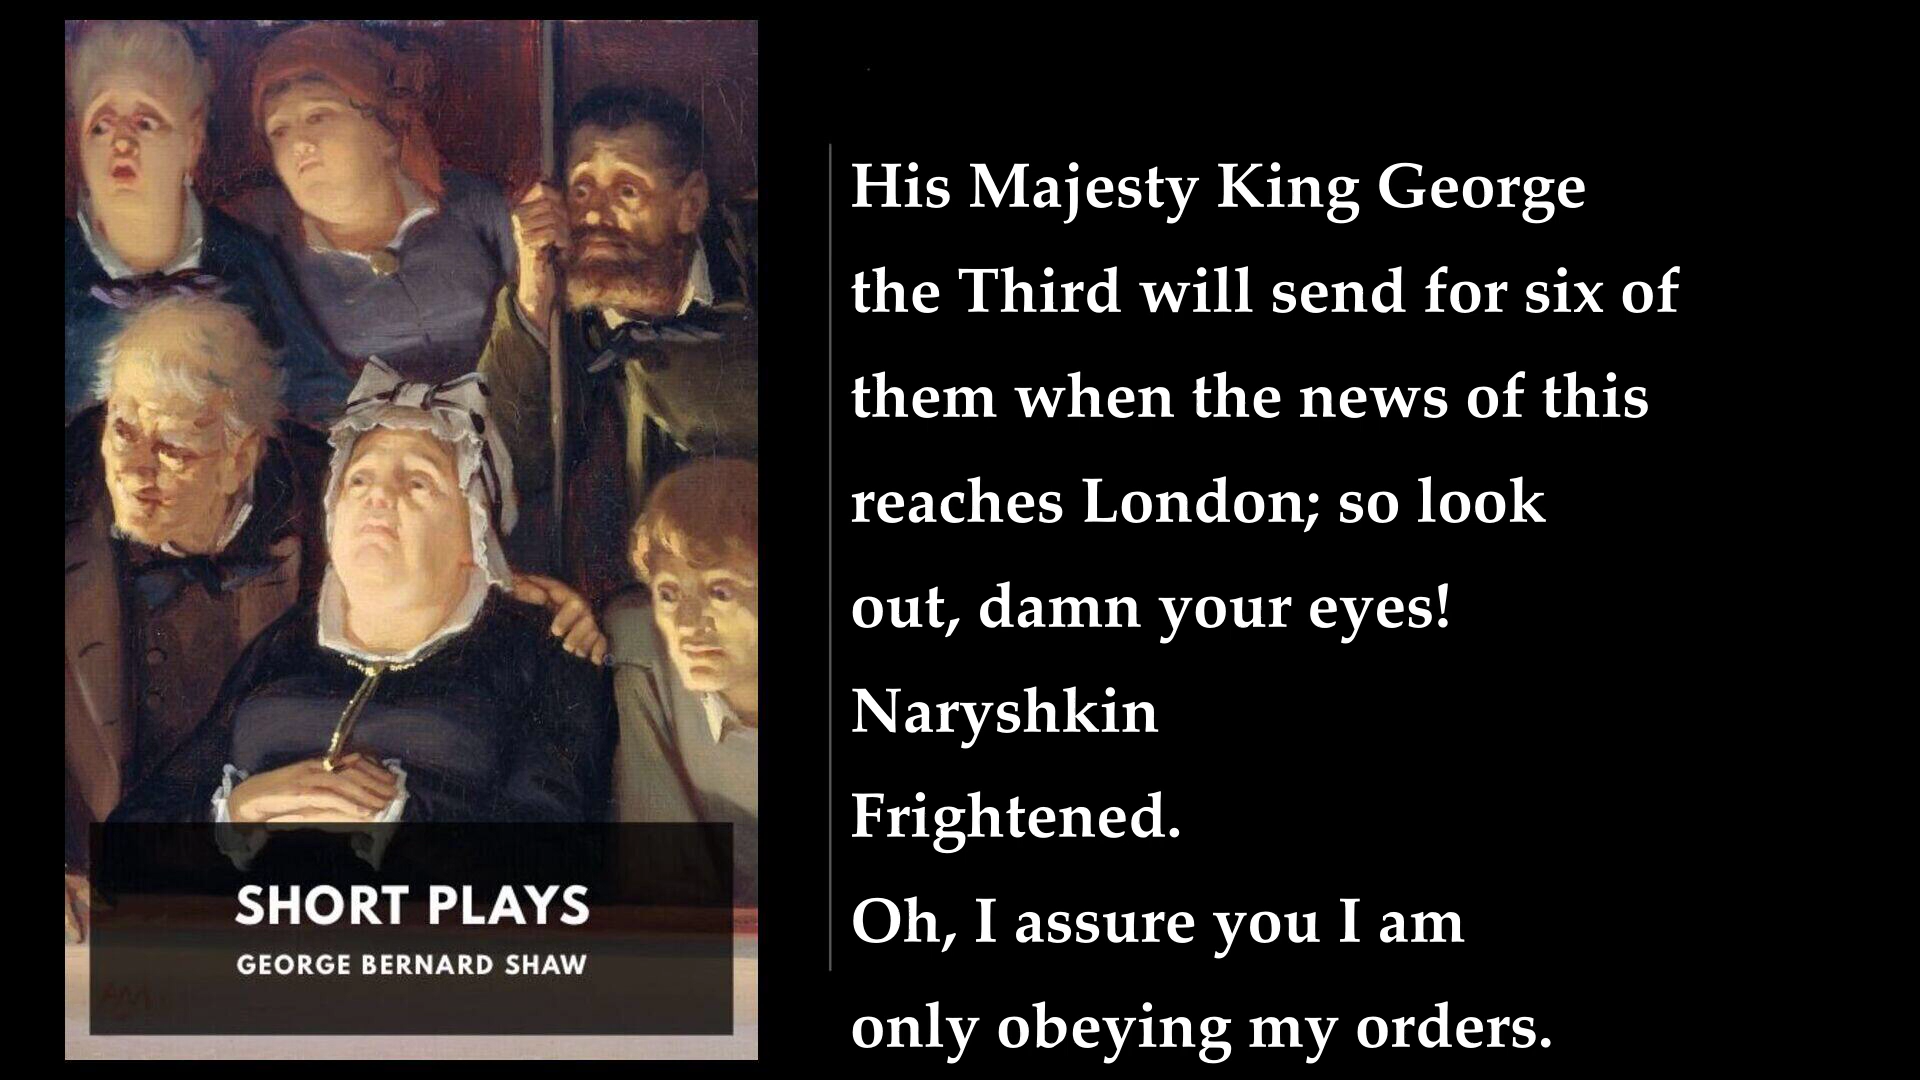 His Majesty King George
the Third will send for six of
them when the news of this
reaches London; so look
out, damn your eyes!
Naryshkin
Frightened.
Oh, I assure you I am
only obeying my orders.
SHORT PLAYS
GEORGE BERNARD SHAW